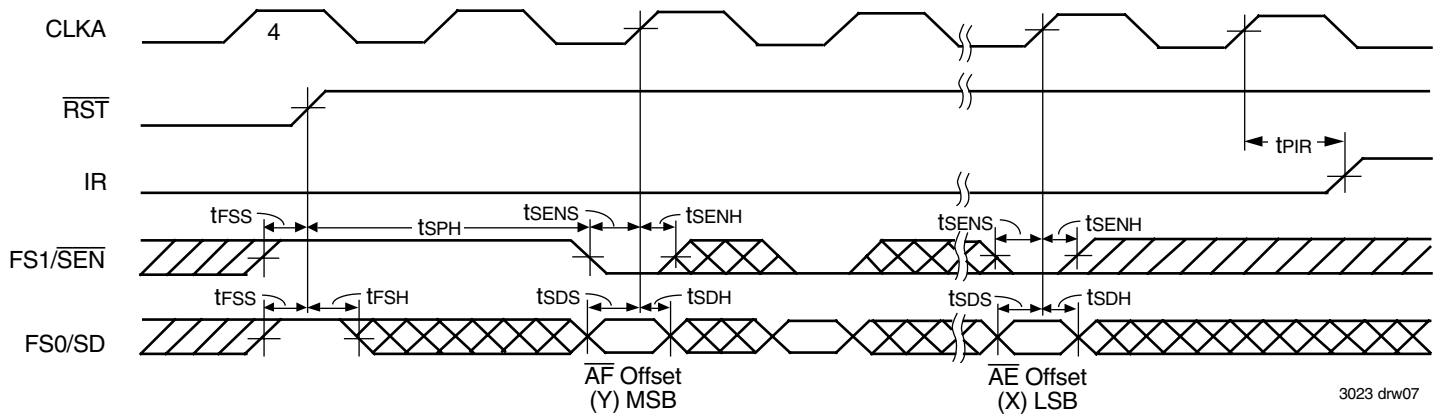 CLKA
4
RST
tPIR
IR
tFSS
tSPH
tSENS
tSENH
tSENS
tSENH
FS1/SEN
tFSS
tFSH
tSDS
tSDH
tSDS
tSDH
FS0/SD
AF Offset
(Y) MSB
AE Offset
(X) LSB
3023 drw07